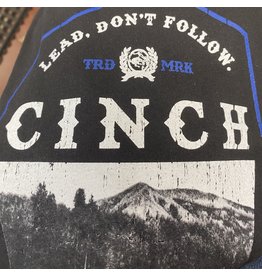 LEAD, DON'T FOLLOW.
TRD MRK
CINCH